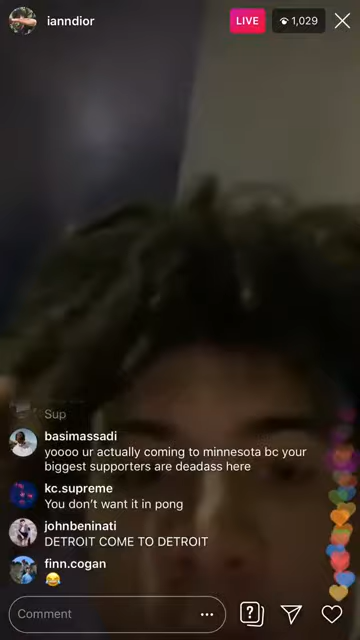 ianndior
LIVE
1,029
Sup
basimassadi
yoooo ur actually coming to minnesota bc your
biggest supporters are deadass here
kc.supreme
You don't want it in pong
johnbeninati
DETROIT COME TO DETROIT
finn.cogan
😂
Comment